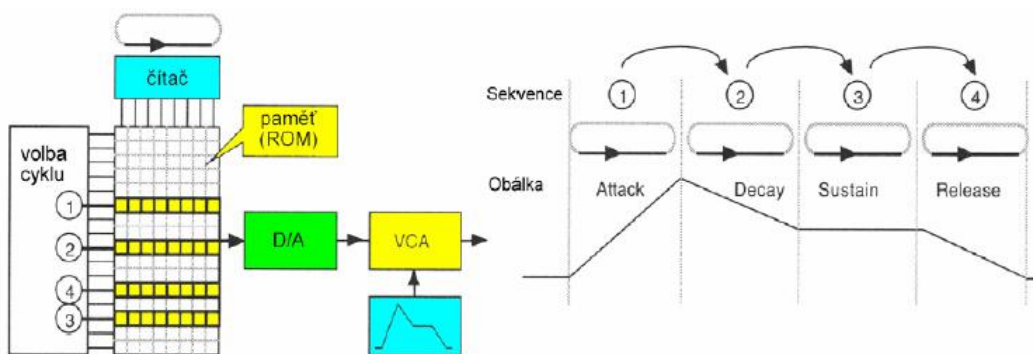 čítač
paměť
(ROM)
volba
cyklu
1
2
4
3
D/A
VCA
Sekvence
1 2 3 4
Obálka
Attack Decay Sustain Release